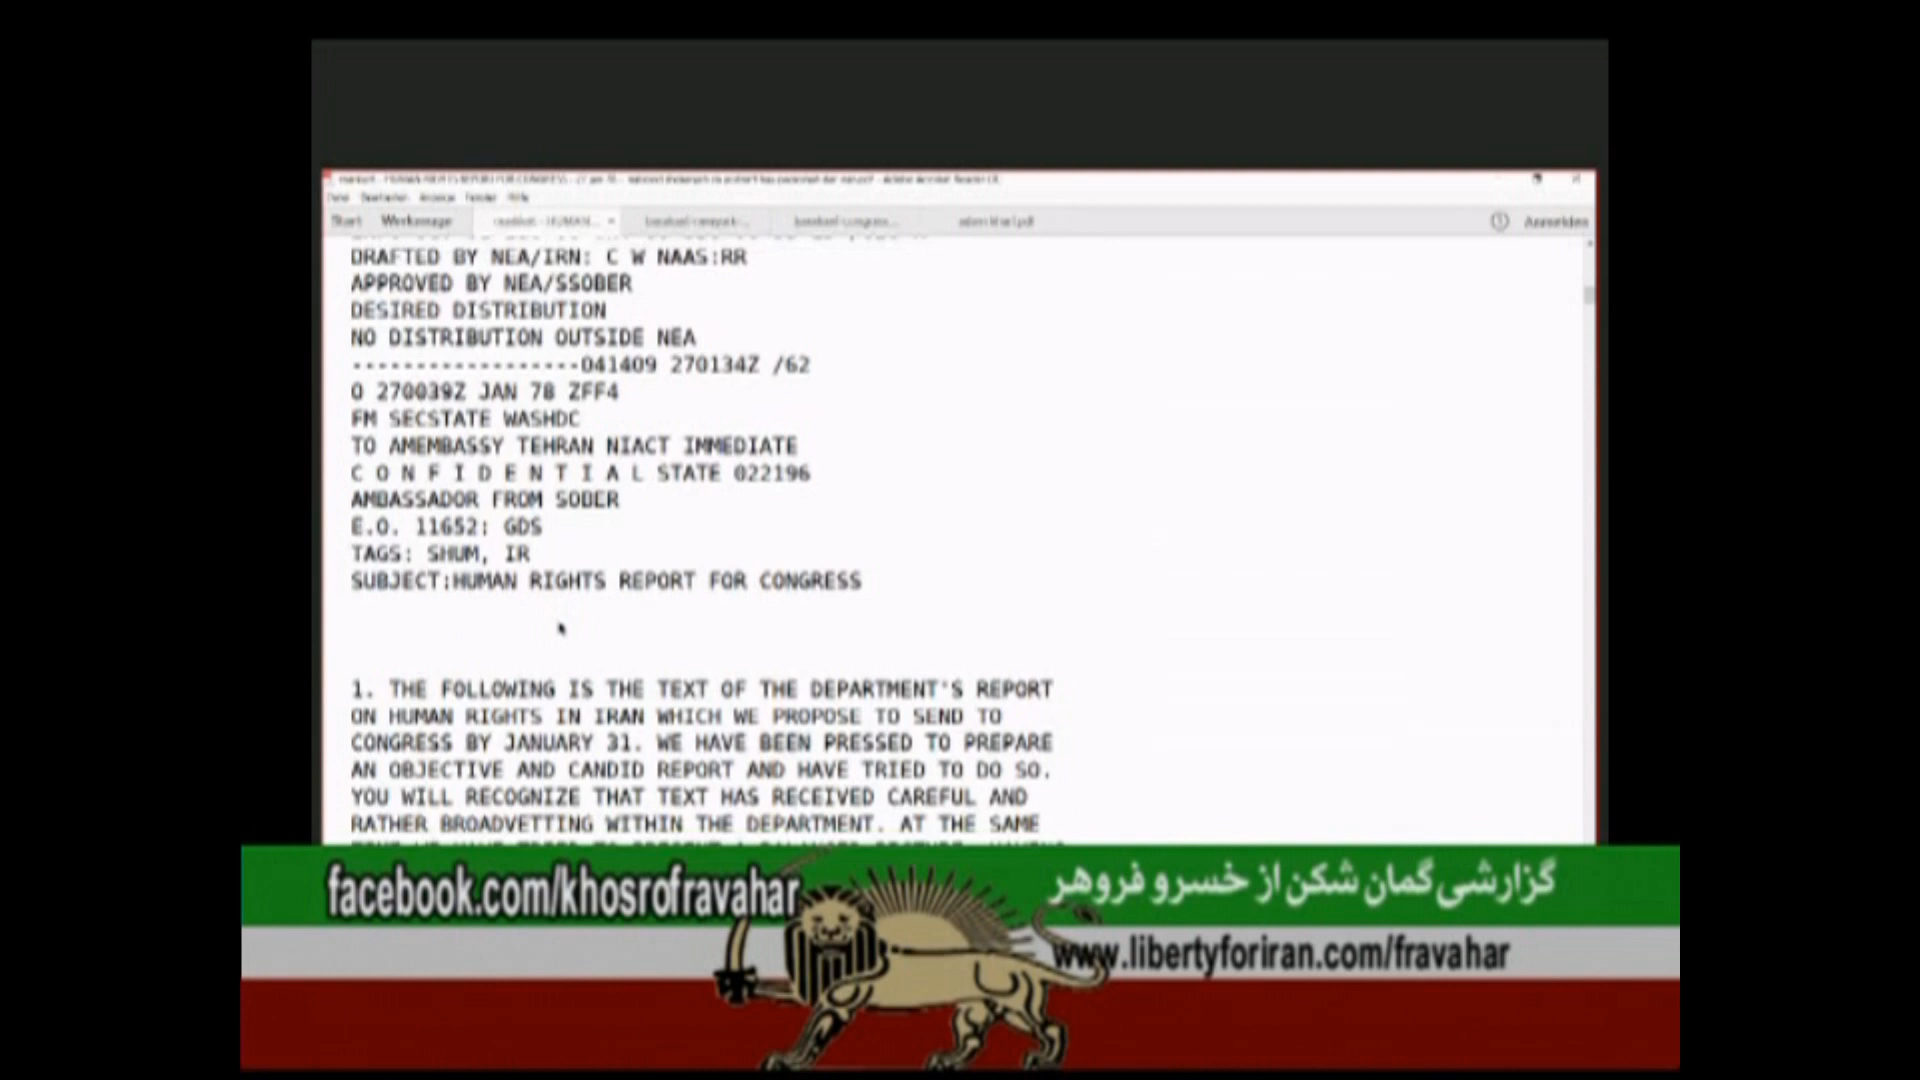 Start Werkzeuge Anmelden
DRAFTED BY NEA/IRN: C W NAAS:RR
APPROVED BY NEA/SSOBER
DESIRED DISTRIBUTION
NO DISTRIBUTION OUTSIDE NEA
------------------041409 270134Z /62
O 270039Z JAN 78 ZFF4
FM SECSTATE WASHDC
TO AMEMBASSY TEHRAN NIACT IMMEDIATE
C O N F I D E N T I A L STATE 022196
AMBASSADOR FROM SOBER
E.O. 11652: GDS
TAGS: SHUM, IR
SUBJECT:HUMAN RIGHTS REPORT FOR CONGRESS
1. THE FOLLOWING IS THE TEXT OF THE DEPARTMENT'S REPORT
ON HUMAN RIGHTS IN IRAN WHICH WE PROPOSE TO SEND TO
CONGRESS BY JANUARY 31. WE HAVE BEEN PRESSED TO PREPARE
AN OBJECTIVE AND CANDID REPORT AND HAVE TRIED TO DO SO.
YOU WILL RECOGNIZE THAT TEXT HAS RECEIVED CAREFUL AND
RATHER BROADVETTING WITHIN THE DEPARTMENT. AT THE SAME
facebook.com/khosrofravahar
گزارشی گمان شکن از خسرو فروهر
www.libertyforiran.com/fravahar